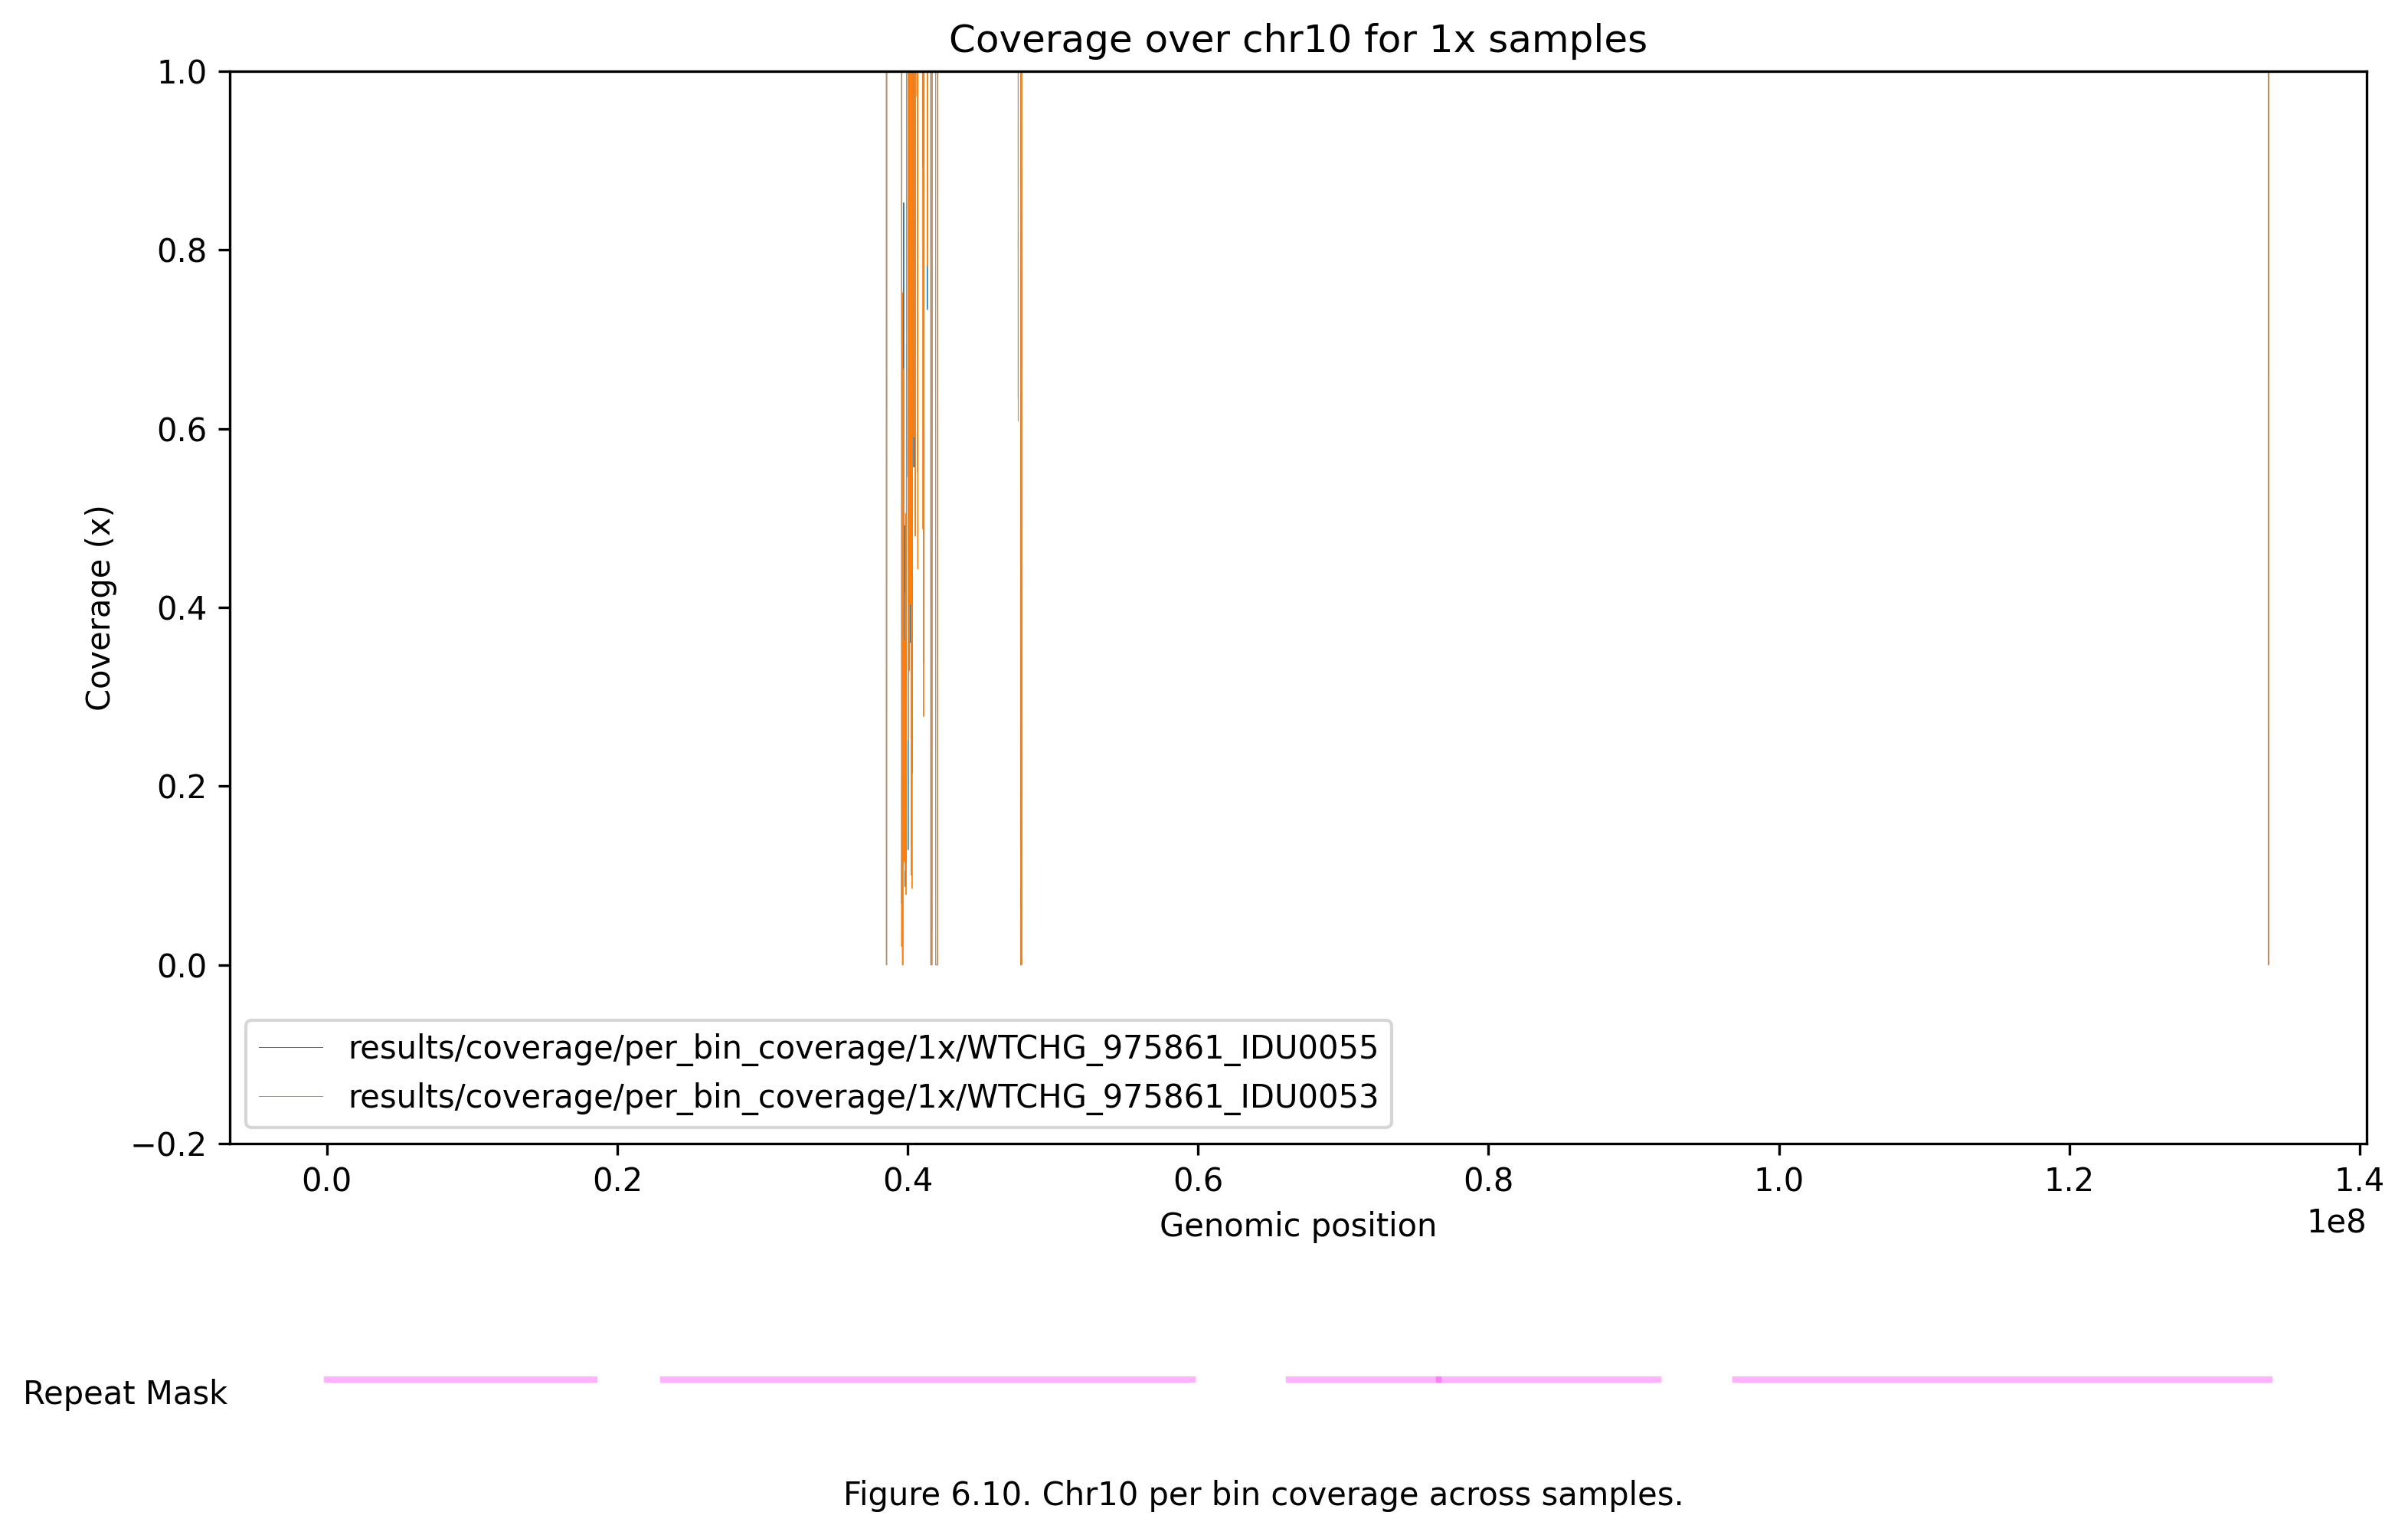 Coverage over chr10 for 1x samples
1.0
0.8
0.6
0.4
0.2
0.0
−0.2
Coverage (x)
results/coverage/per_bin_coverage/1x/WTCHG_975861_IDU0055
results/coverage/per_bin_coverage/1x/WTCHG_975861_IDU0053
0.0 0.2 0.4 0.6 0.8 1.0 1.2 1.4
1e8
Genomic position
Repeat Mask
Figure 6.10. Chr10 per bin coverage across samples.